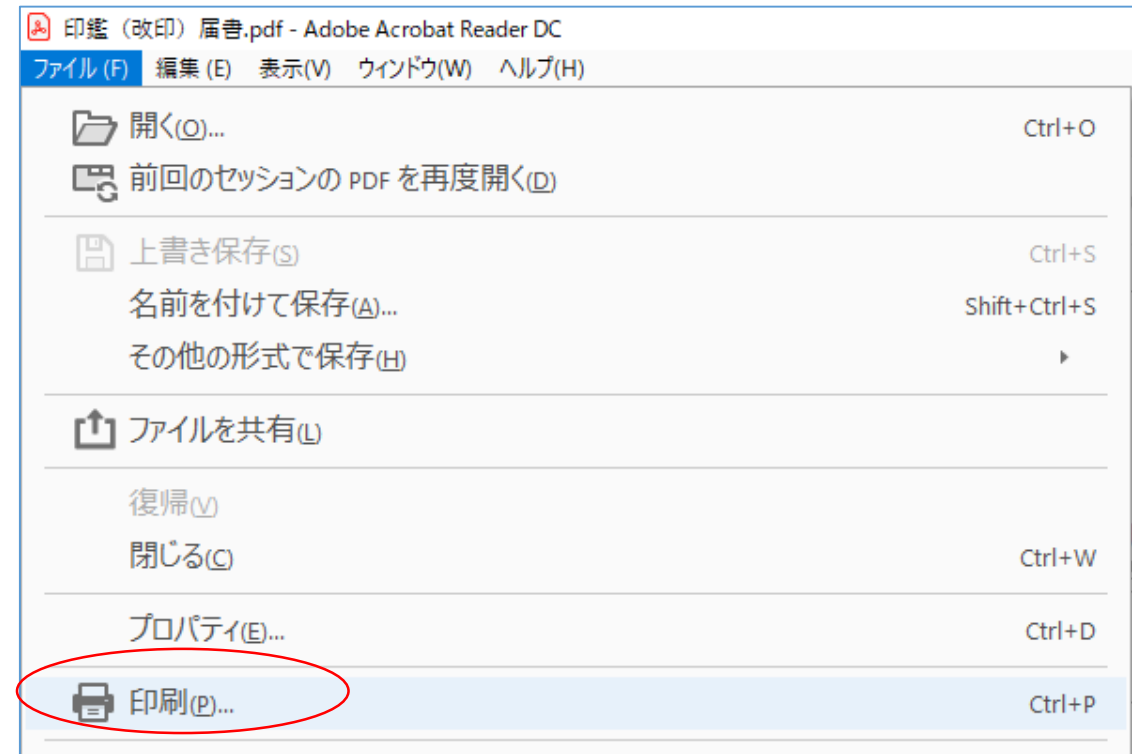 印鑑（改印）届書.pdf - Adobe Acrobat Reader DC
ファイル(F) 編集(E) 表示(V) ウィンドウ(W) ヘルプ(H)
開く(O)... Ctrl+O
前回のセッションの PDF を再度開く(D)
上書き保存(S) Ctrl+S
名前を付けて保存(A)... Shift+Ctrl+S
その他の形式で保存(H)
ファイルを共有(L)
復帰(V)
閉じる(C) Ctrl+W
プロパティ(E)... Ctrl+D
印刷(P)... Ctrl+P